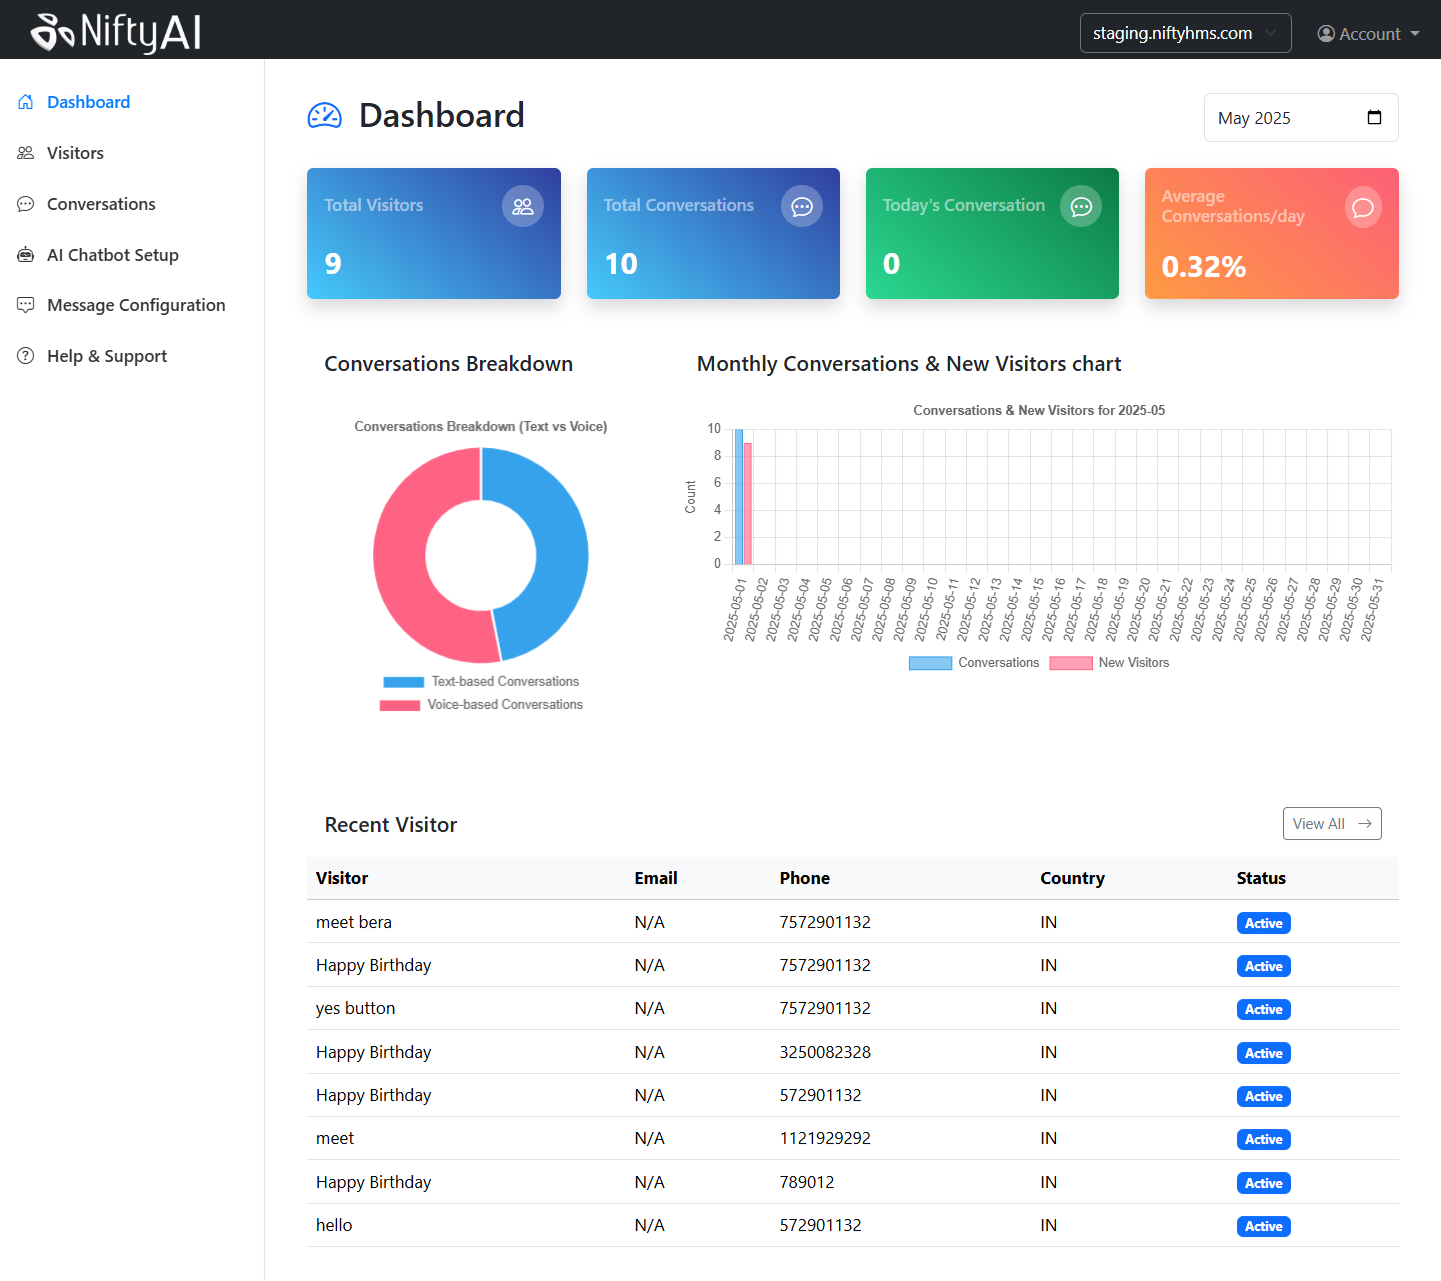 NiftyAI
staging.niftyhms.com
Account
Dashboard
Visitors
Conversations
AI Chatbot Setup
Message Configuration
Help & Support
Dashboard
May 2025
Total Visitors
9
Total Conversations
10
Today's Conversation
0
Average
Conversations/day
0.32%
Conversations Breakdown
Conversations Breakdown (Text vs Voice)
Text-based Conversations
Voice-based Conversations
Monthly Conversations & New Visitors chart
Conversations & New Visitors for 2025-05
Count
10
8
6
4
2
0
2025-05-01
2025-05-02
2025-05-03
2025-05-04
2025-05-05
2025-05-06
2025-05-07
2025-05-08
2025-05-09
2025-05-10
2025-05-11
2025-05-12
2025-05-13
2025-05-14
2025-05-15
2025-05-16
2025-05-17
2025-05-18
2025-05-19
2025-05-20
2025-05-21
2025-05-22
2025-05-23
2025-05-24
2025-05-25
2025-05-26
2025-05-27
2025-05-28
2025-05-29
2025-05-30
2025-05-31
Conversations New Visitors
Recent Visitor
View All
Visitor Email Phone Country Status
meet bera N/A 7572901132 IN Active
Happy Birthday N/A 7572901132 IN Active
yes button N/A 7572901132 IN Active
Happy Birthday N/A 3250082328 IN Active
Happy Birthday N/A 572901132 IN Active
meet N/A 1121929292 IN Active
Happy Birthday N/A 789012 IN Active
hello N/A 572901132 IN Active